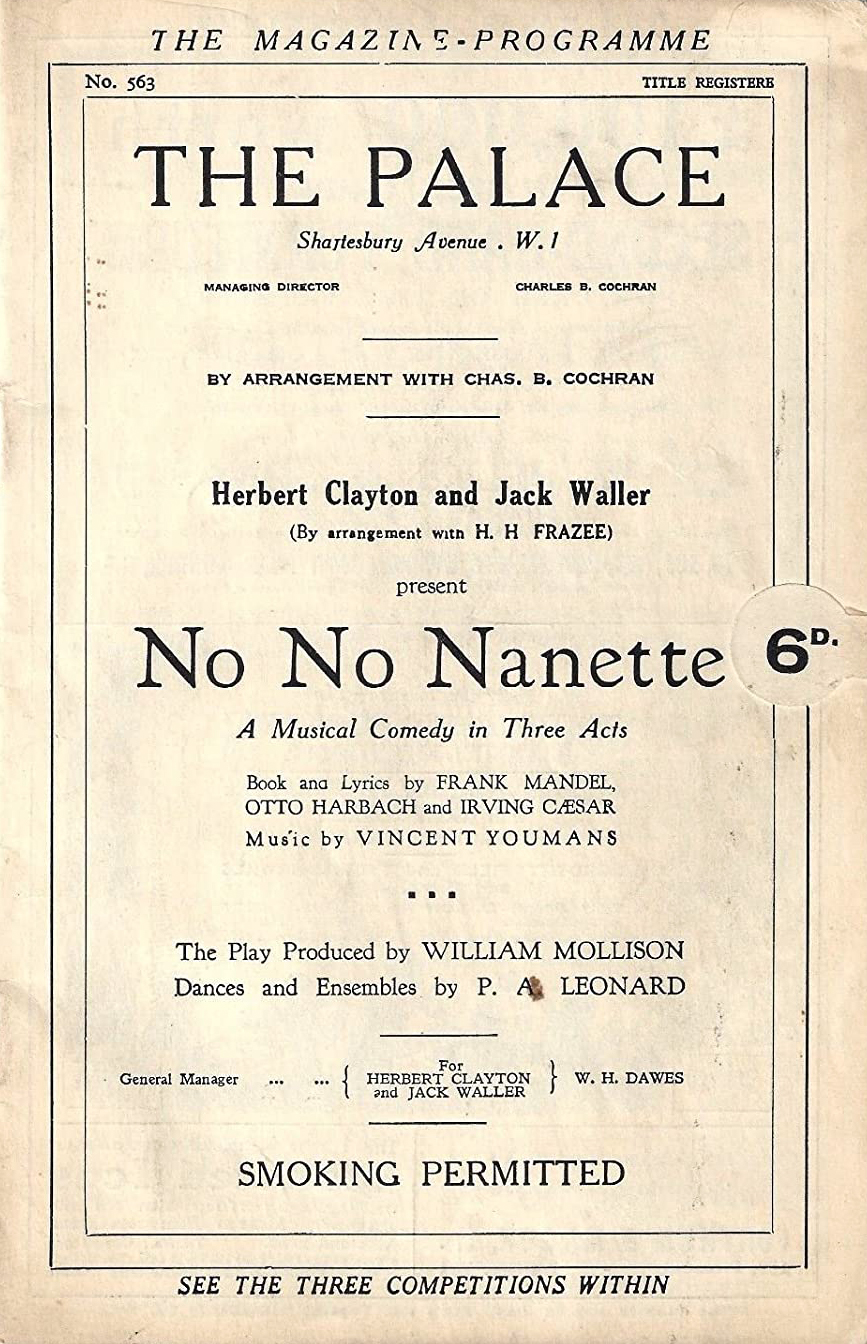 THE MAGAZINE-PROGRAMME
No. 563 TITLE REGISTERE
THE PALACE
Shaftesbury Avenue . W. 1
MANAGING DIRECTOR CHARLES B. COCHRAN
BY ARRANGEMENT WITH CHAS. B. COCHRAN
Herbert Clayton and Jack Waller
(By arrangement with H. H FRAZEE)
present
No No Nanette
6D.
A Musical Comedy in Three Acts
Book and Lyrics by FRANK MANDEL,
OTTO HARBACH and IRVING CÆSAR
Music by VINCENT YOUMANS
The Play Produced by WILLIAM MOLLISON
Dances and Ensembles by P. A. LEONARD
For
General Manager ... ... { HERBERT CLAYTON } W. H. DAWES
and JACK WALLER
SMOKING PERMITTED
SEE THE THREE COMPETITIONS WITHIN